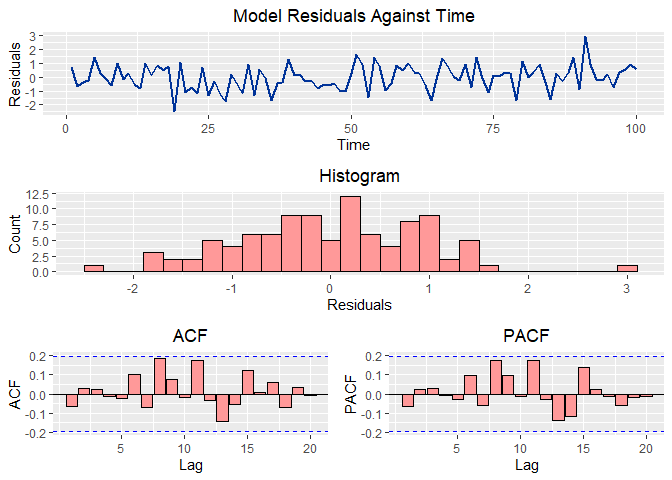 Model Residuals Against Time
Residuals
3
2
1
0
-1
-2
0 25 50 75 100
Time
Histogram
Count
12.5
10.0
7.5
5.0
2.5
0.0
-2 -1 0 1 2 3
Residuals
ACF
ACF
0.2
0.1
0.0
-0.1
-0.2
5 10 15 20
Lag
PACF
PACF
0.2
0.1
0.0
-0.1
-0.2
5 10 15 20
Lag